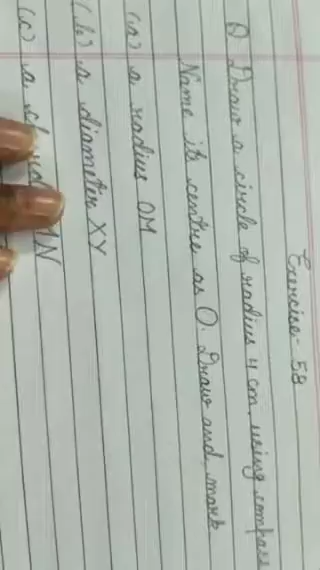 Exercise - 58
Q Draw a circle of radius 4 cm, using compass
Name its centre as O. Draw and, mark
(a) a radius OM
(b) a diameter XY
(c) a